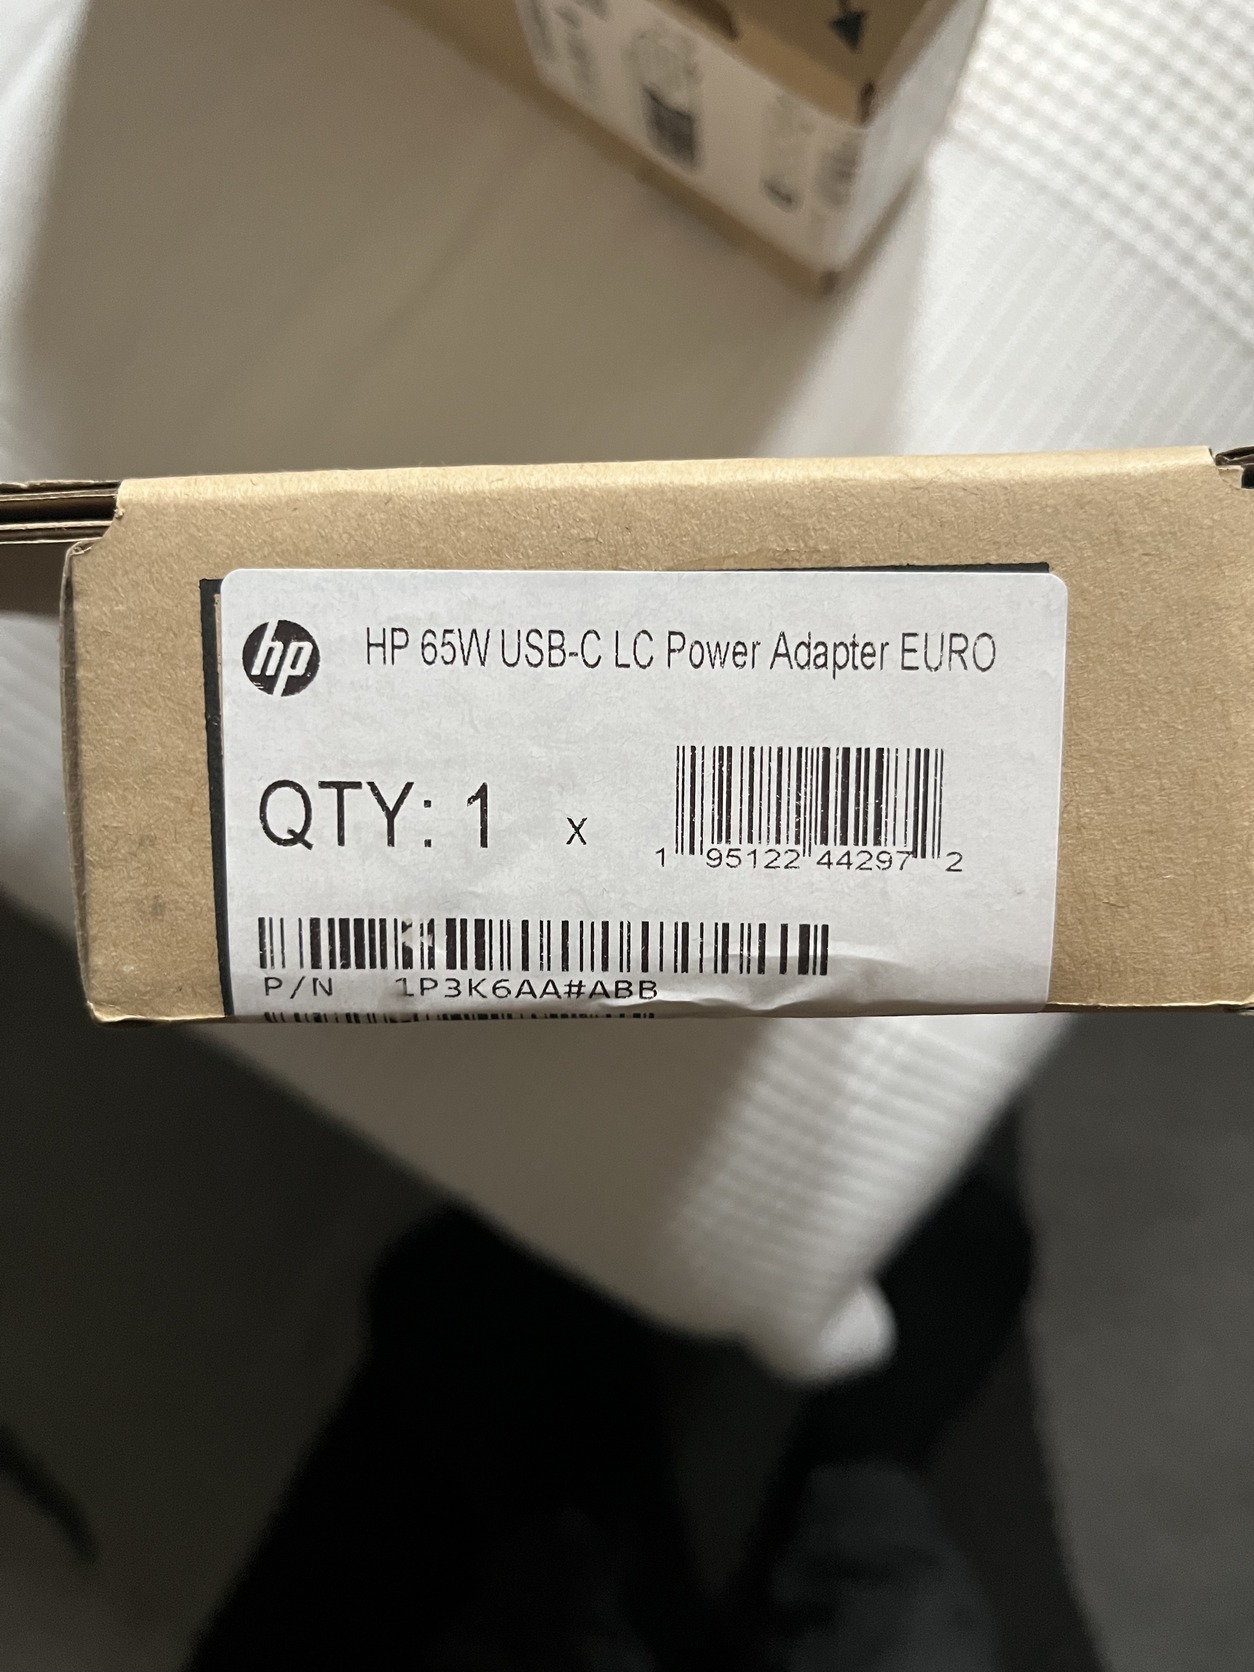 hp
HP 65W USB-C LC Power Adapter EURO
QTY: 1 x
1 95122 44297 2
P/N 1P3K6AA#ABB